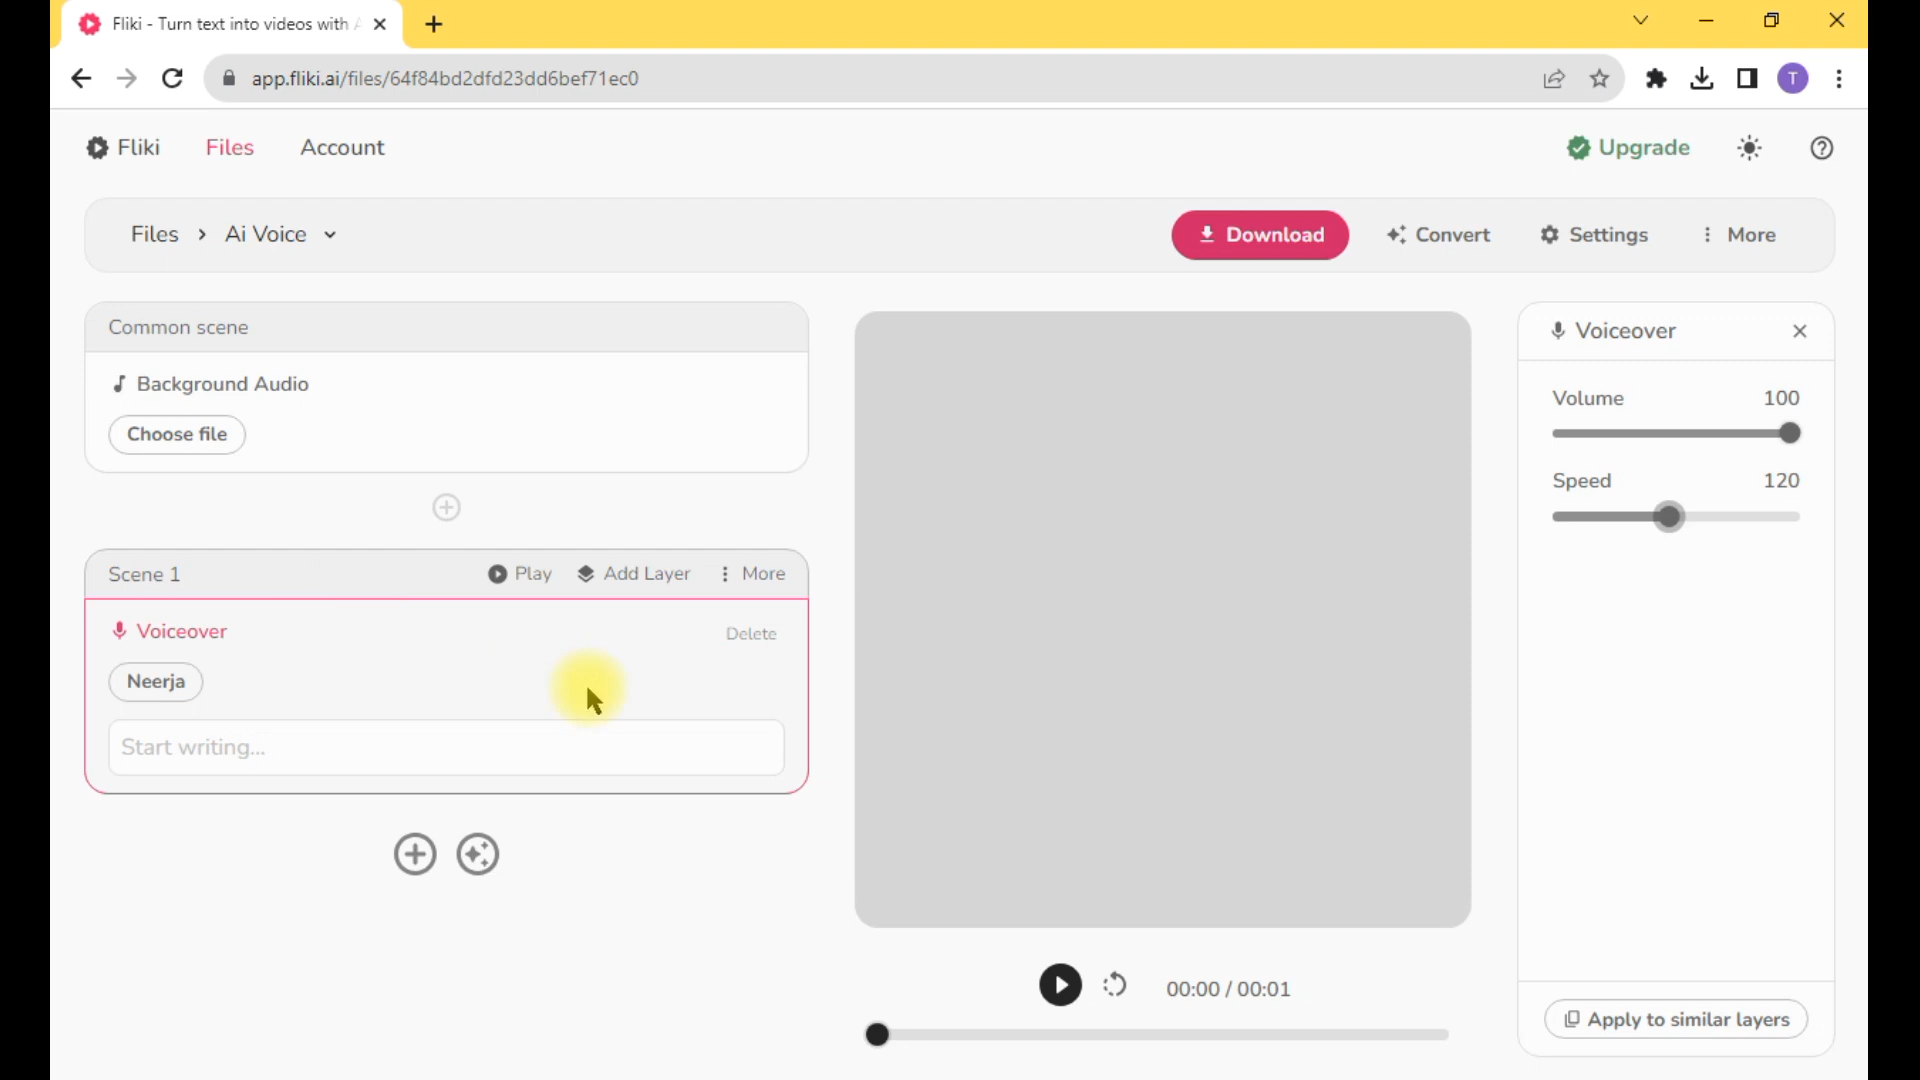 Fliki - Turn text into videos with A
app.fliki.ai/files/64f84bd2dfd23dd6bef71ec0
T
Fliki Files Account Upgrade
Files > Ai Voice Download Convert Settings More
Common scene
Background Audio
Choose file
Scene 1 Play Add Layer More
Voiceover Delete
Neerja
Start writing...
00:00 / 00:01
Voiceover
Volume 100
Speed 120
Apply to similar layers